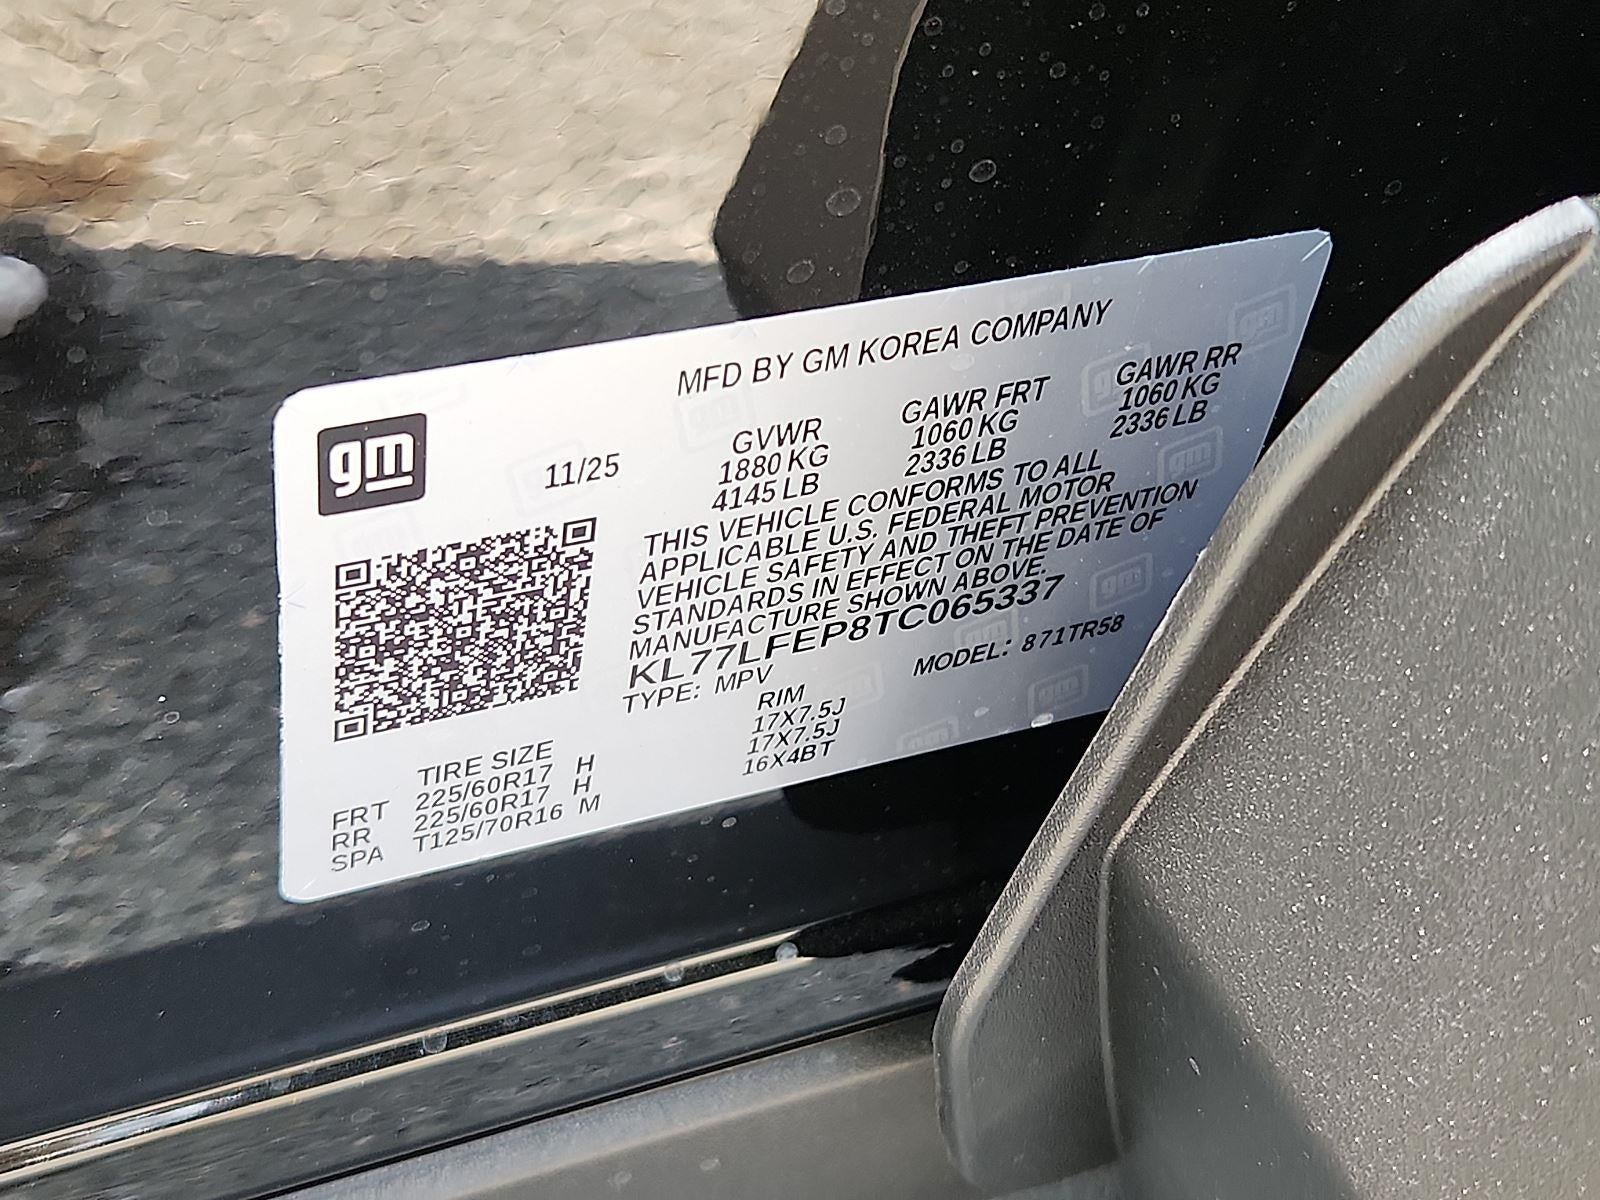 MFD BY GM KOREA COMPANY
gm
11/25
GVWR
1880 KG
4145 LB
GAWR FRT
1060 KG
2336 LB
GAWR RR
1060 KG
2336 LB
THIS VEHICLE CONFORMS TO ALL
APPLICABLE U.S. FEDERAL MOTOR
VEHICLE SAFETY AND THEFT PREVENTION
STANDARDS IN EFFECT ON THE DATE OF
MANUFACTURE SHOWN ABOVE.
KL77LFEP8TC065337
TYPE: MPV MODEL: 871TR58
TIRE SIZE RIM
FRT 225/60R17 H 17X7.5J
RR 225/60R17 H 17X7.5J
SPA T125/70R16 M 16X4BT